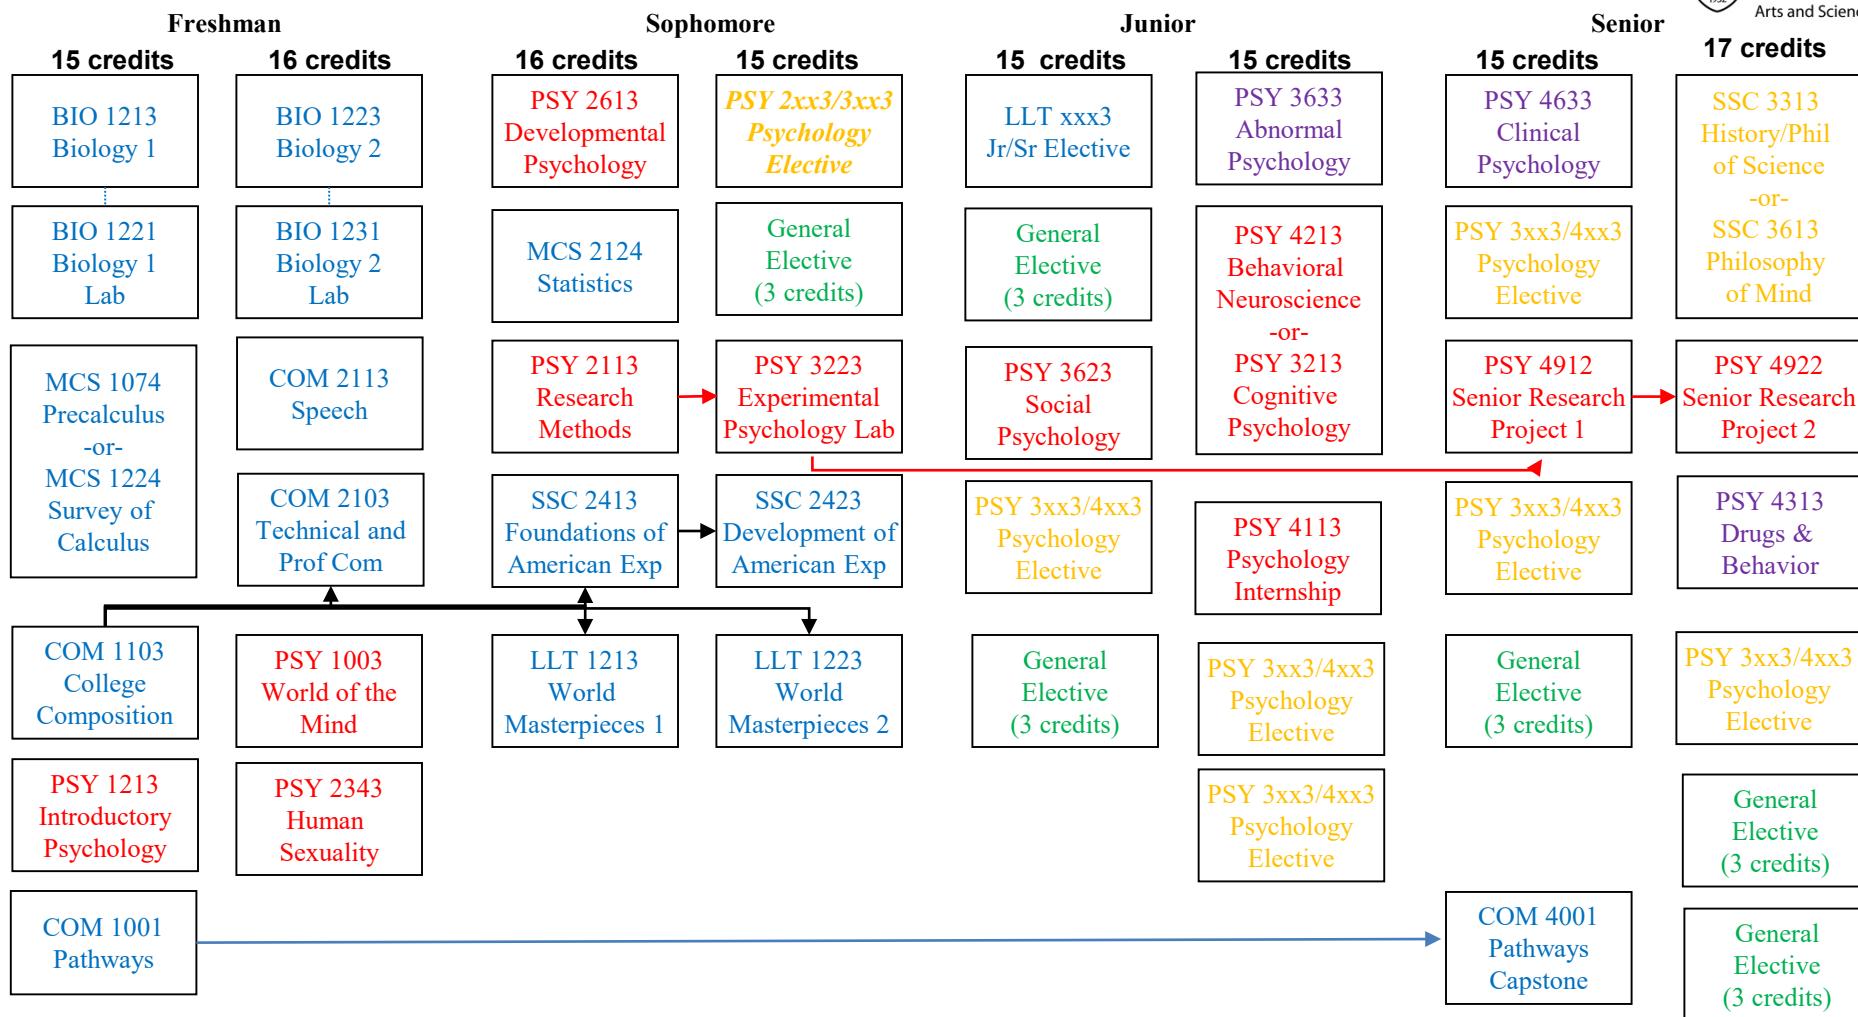 1932
Arts and Scienc
Freshman
Sophomore
Junior
Senior
15 credits
16 credits
16 credits
15 credits
15 credits
15 credits
15 credits
17 credits
BIO 1213
Biology 1
BIO 1221
Biology 1
Lab
MCS 1074
Precalculus
-or-
MCS 1224
Survey of
Calculus
COM 1103
College
Composition
PSY 1213
Introductory
Psychology
COM 1001
Pathways
BIO 1223
Biology 2
BIO 1231
Biology 2
Lab
COM 2113
Speech
COM 2103
Technical and
Prof Com
PSY 1003
World of the
Mind
PSY 2343
Human
Sexuality
PSY 2613
Developmental
Psychology
MCS 2124
Statistics
PSY 2113
Research
Methods
SSC 2413
Foundations of
American Exp
LLT 1213
World
Masterpieces 1
PSY 2xx3/3xx3
Psychology
Elective
General
Elective
(3 credits)
PSY 3223
Experimental
Psychology Lab
SSC 2423
Development of
American Exp
LLT 1223
World
Masterpieces 2
LLT xxx3
Jr/Sr Elective
General
Elective
(3 credits)
PSY 3623
Social
Psychology
PSY 3xx3/4xx3
Psychology
Elective
General
Elective
(3 credits)
PSY 3633
Abnormal
Psychology
PSY 4213
Behavioral
Neuroscience
-or-
PSY 3213
Cognitive
Psychology
PSY 4113
Psychology
Internship
PSY 3xx3/4xx3
Psychology
Elective
PSY 3xx3/4xx3
Psychology
Elective
PSY 4633
Clinical
Psychology
PSY 3xx3/4xx3
Psychology
Elective
PSY 4912
Senior Research
Project 1
PSY 3xx3/4xx3
Psychology
Elective
General
Elective
(3 credits)
COM 4001
Pathways
Capstone
SSC 3313
History/Phil
of Science
-or-
SSC 3613
Philosophy
of Mind
PSY 4922
Senior Research
Project 2
PSY 4313
Drugs &
Behavior
PSY 3xx3/4xx3
Psychology
Elective
General
Elective
(3 credits)
General
Elective
(3 credits)